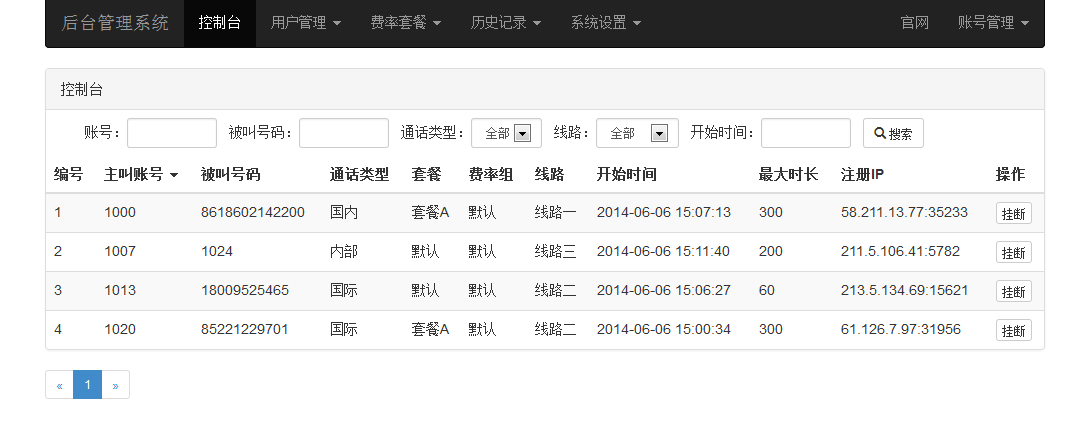 后台管理系统 控制台 用户管理 费率套餐 历史记录 系统设置 官网 账号管理
控制台
账号： 被叫号码： 通话类型： 全部 线路： 全部 开始时间： 搜索
编号 主叫账号 被叫号码 通话类型 套餐 费率组 线路 开始时间 最大时长 注册IP 操作
1 1000 8618602142200 国内 套餐A 默认 线路一 2014-06-06 15:07:13 300 58.211.13.77:35233 挂断
2 1007 1024 内部 默认 默认 线路三 2014-06-06 15:11:40 200 211.5.106.41:5782 挂断
3 1013 18009525465 国际 默认 默认 线路二 2014-06-06 15:06:27 60 213.5.134.69:15621 挂断
4 1020 85221229701 国际 套餐A 默认 线路二 2014-06-06 15:00:34 300 61.126.7.97:31956 挂断
« 1 »